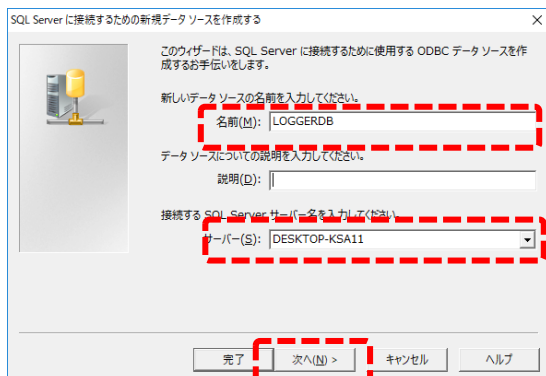 SQL Server に接続するための新規データ ソースを作成する
このウィザードは、SQL Server に接続するために使用する ODBC データ ソースを作
成するお手伝いをします。
新しいデータ ソースの名前を入力してください。
名前(M): LOGGERDB
データ ソースについての説明を入力してください。
説明(D):
接続する SQL Server サーバー名を入力してください。
サーバー(S): DESKTOP-KSA11
完了 次へ(N) > キャンセル ヘルプ